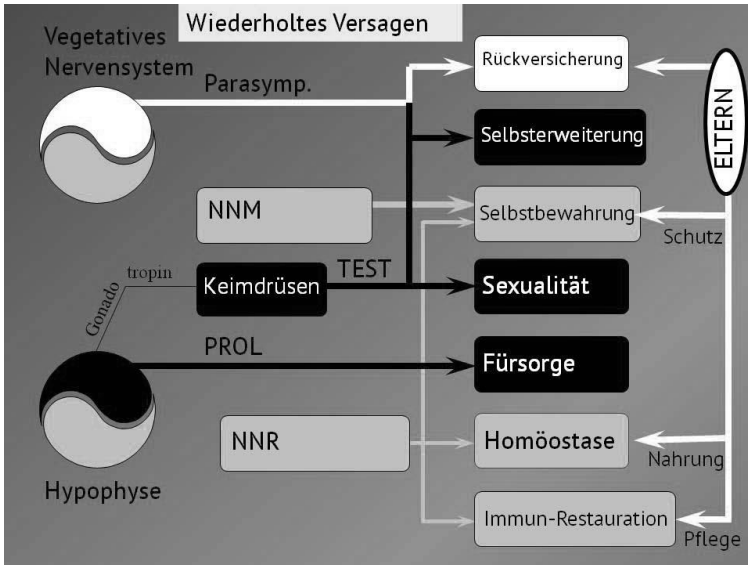 Wiederholtes Versagen
Vegetatives
Nervensystem
Parasymp.
Rückversicherung
ELTERN
Selbsterweiterung
NNM
Selbstbewahrung
Schutz
tropin
Gonado
Keimdrüsen
TEST
Sexualität
PROL
Fürsorge
NNR
Homöostase
Nahrung
Hypophyse
Immun-Restauration
Pflege